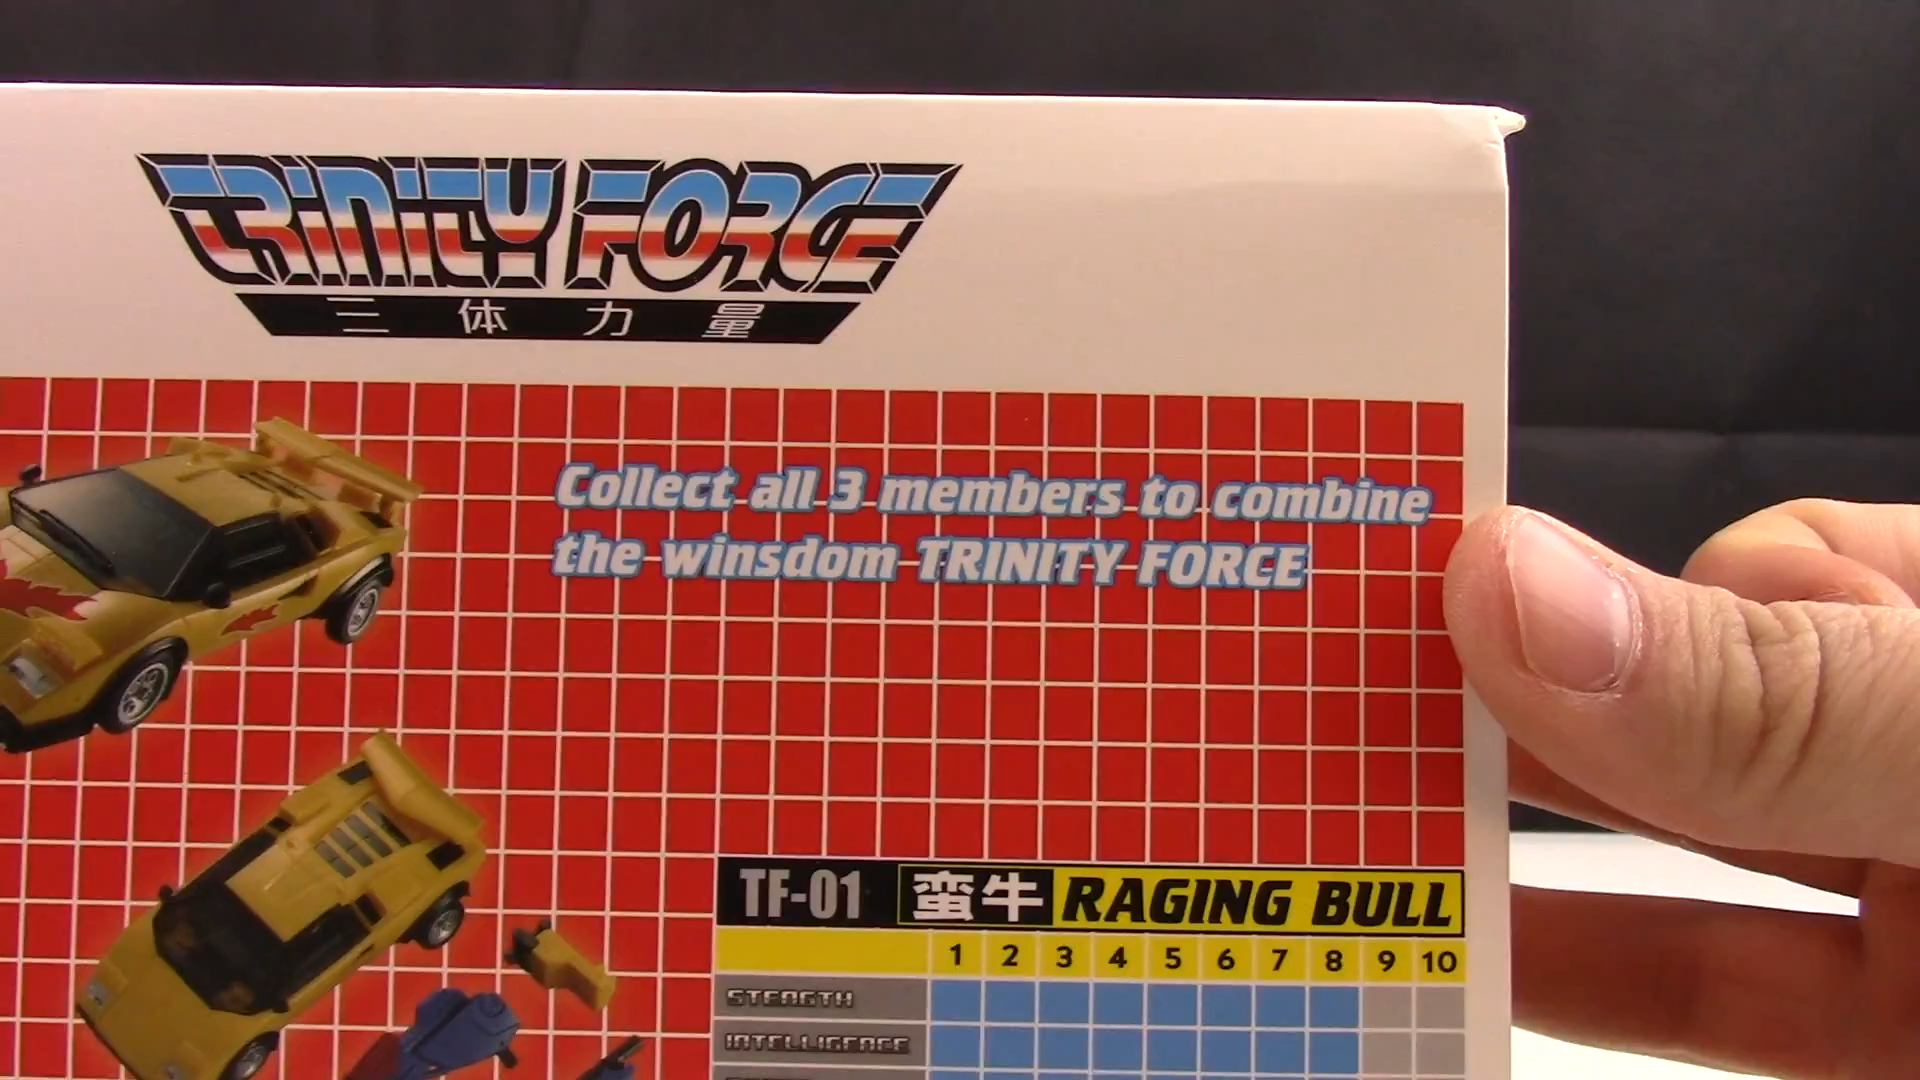 TRINITY FORCE
三体力量
Collect all 3 members to combine
the winsdom TRINITY FORCE
TF-01 蛮牛 RAGING BULL
1 2 3 4 5 6 7 8 9 10
STENGTH
INTELLIGENCE